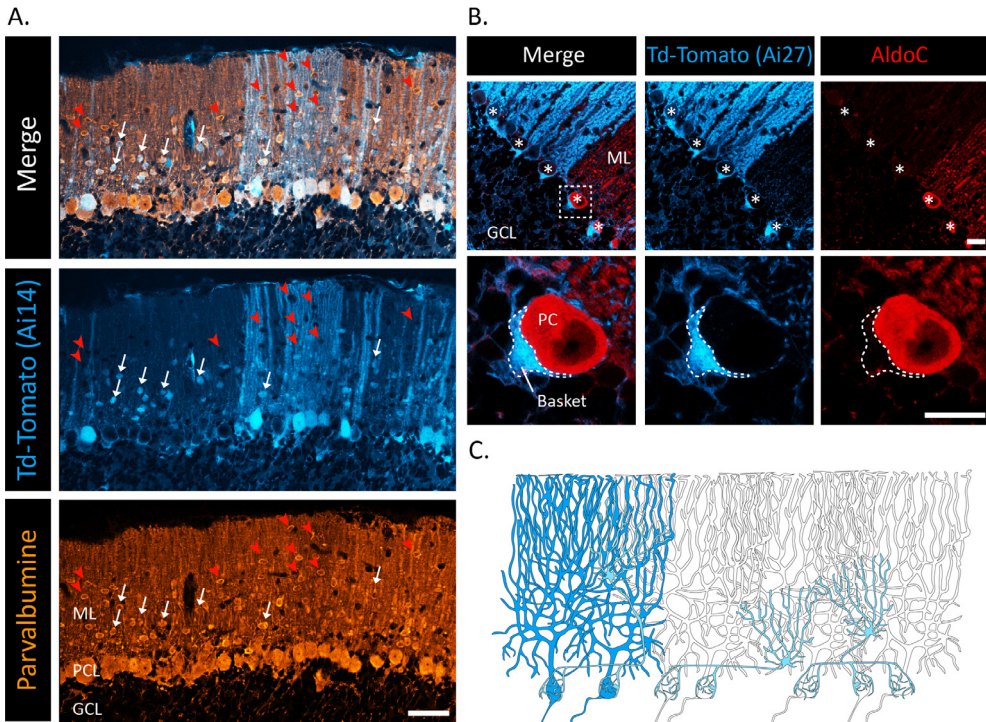 A.
Merge
Td-Tomato (Ai14)
Parvalbumine
ML
PCL
GCL
B.
Merge
Td-Tomato (Ai27)
AldoC
*
*
*
*
*
ML
GCL
*
*
*
*
*
*
*
*
*
*
PC
Basket
C.